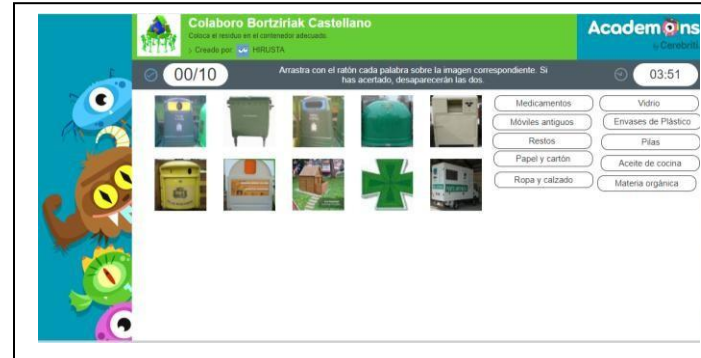 Colaboro Bortziriak Castellano
Coloca el residuo en el contenedor adecuado.
Creado por: HIRUSTA
Academons
by Cerebriti
00/10
Arrastra con el ratón cada palabra sobre la imagen correspondiente. Si
has acertado, desaparecerán las dos.
03:51
Medicamentos
Vidrio
Móviles antiguos
Envases de Plástico
Restos
Pilas
Papel y cartón
Aceite de cocina
Ropa y calzado
Materia orgánica